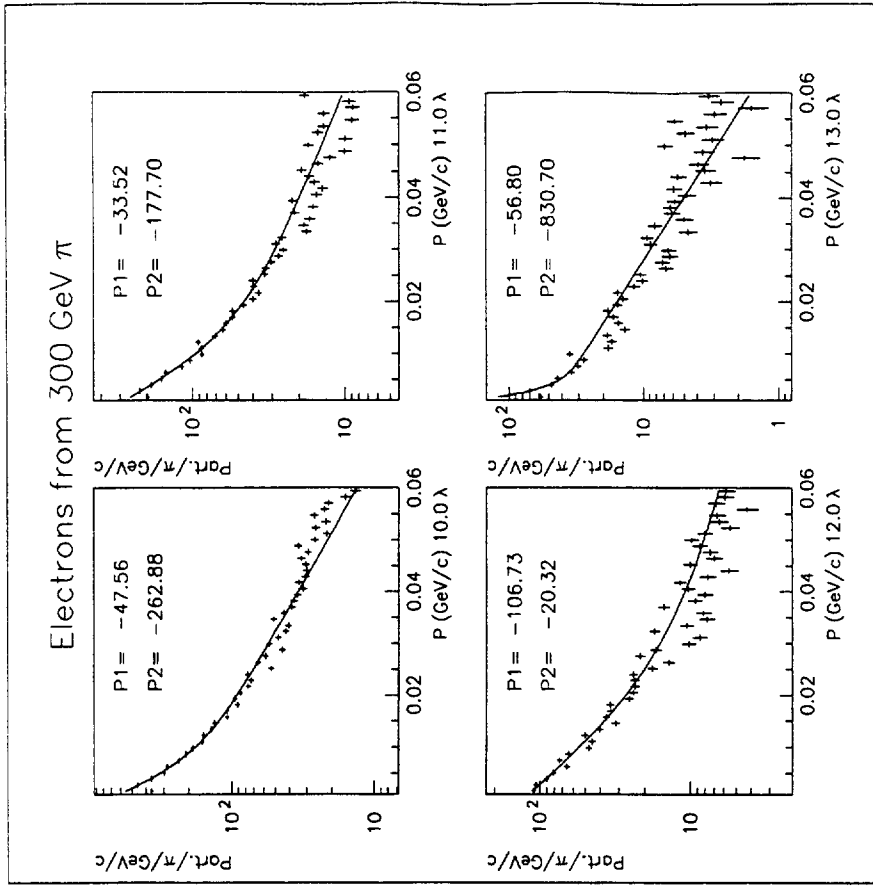 Electrons from 300 GeV π
Part./π/GeV/c
10²
10
P1= −47.56
P2= −262.88
0.02
0.04
0.06
P (GeV/c) 10.0 λ
Part./π/GeV/c
10²
10
P1= −33.52
P2= −177.70
0.02
0.04
0.06
P (GeV/c) 11.0 λ
Part./π/GeV/c
10²
10
P1= −106.73
P2= −20.32
0.02
0.04
0.06
P (GeV/c) 12.0 λ
Part./π/GeV/c
10²
10
1
P1= −56.80
P2= −830.70
0.02
0.04
0.06
P (GeV/c) 13.0 λ